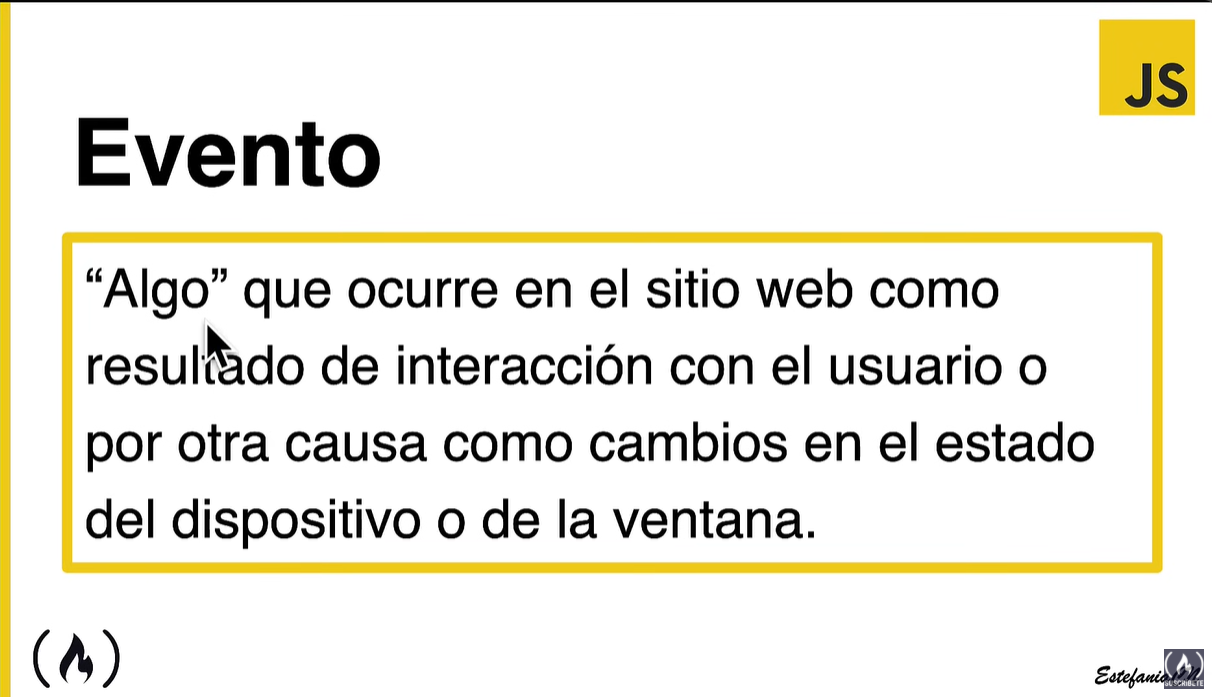 JS
Evento
“Algo” que ocurre en el sitio web como
resultado de interacción con el usuario o
por otra causa como cambios en el estado
del dispositivo o de la ventana.
SUSCRÍBETE